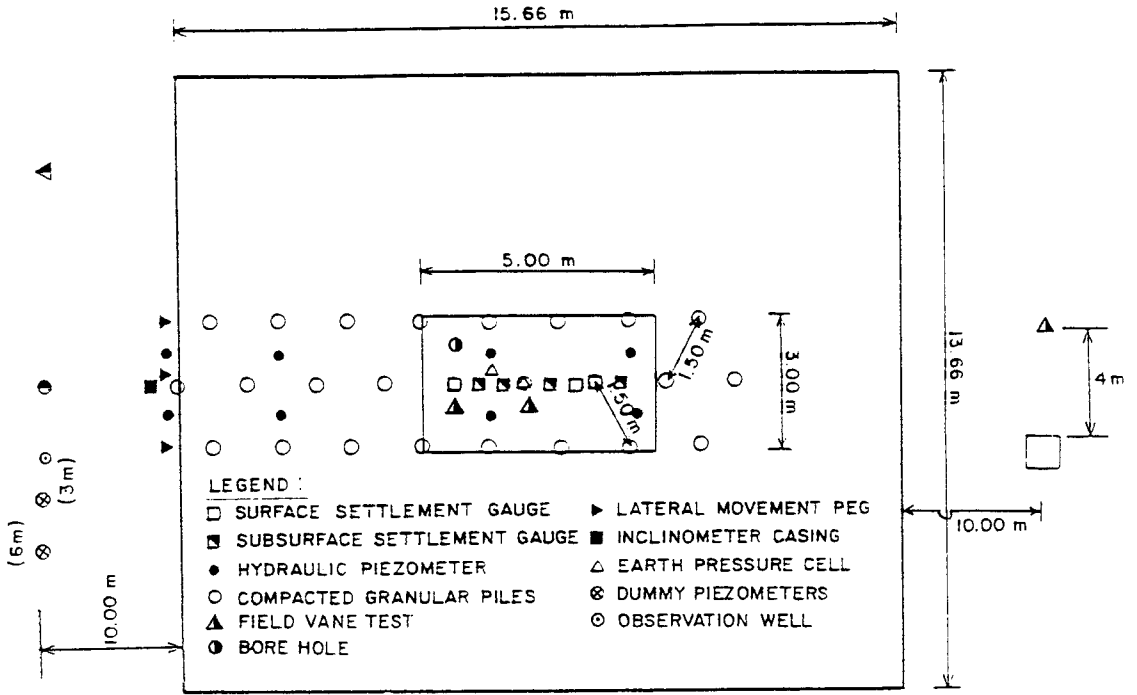 15.66 m
5.00 m
1.50 m
3.00 m
13.66 m
4 m
1.50 m
(3m)
(6m)
10.00 m
10.00 m
LEGEND :
SURFACE SETTLEMENT GAUGE
SUBSURFACE SETTLEMENT GAUGE
HYDRAULIC PIEZOMETER
COMPACTED GRANULAR PILES
FIELD VANE TEST
BORE HOLE
LATERAL MOVEMENT PEG
INCLINOMETER CASING
EARTH PRESSURE CELL
DUMMY PIEZOMETERS
OBSERVATION WELL